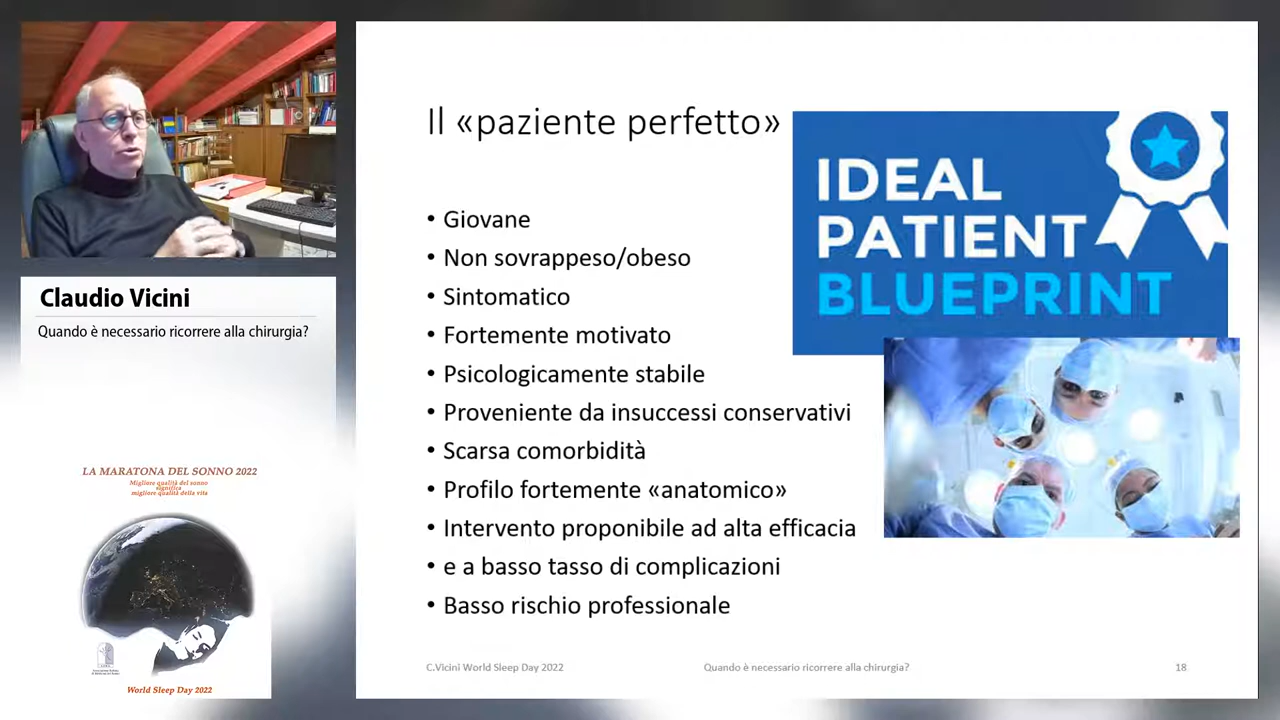 Claudio Vicini
Quando è necessario ricorrere alla chirurgia?
LA MARATONA DEL SONNO 2022
Migliore qualità del sonno
significa
migliore qualità della vita
World Sleep Day 2022
Il «paziente perfetto»
• Giovane
• Non sovrappeso/obeso
• Sintomatico
• Fortemente motivato
• Psicologicamente stabile
• Proveniente da insuccessi conservativi
• Scarsa comorbidità
• Profilo fortemente «anatomico»
• Intervento proponibile ad alta efficacia
• e a basso tasso di complicazioni
• Basso rischio professionale
IDEAL
PATIENT
BLUEPRINT
C.Vicini World Sleep Day 2022
Quando è necessario ricorrere alla chirurgia?
18